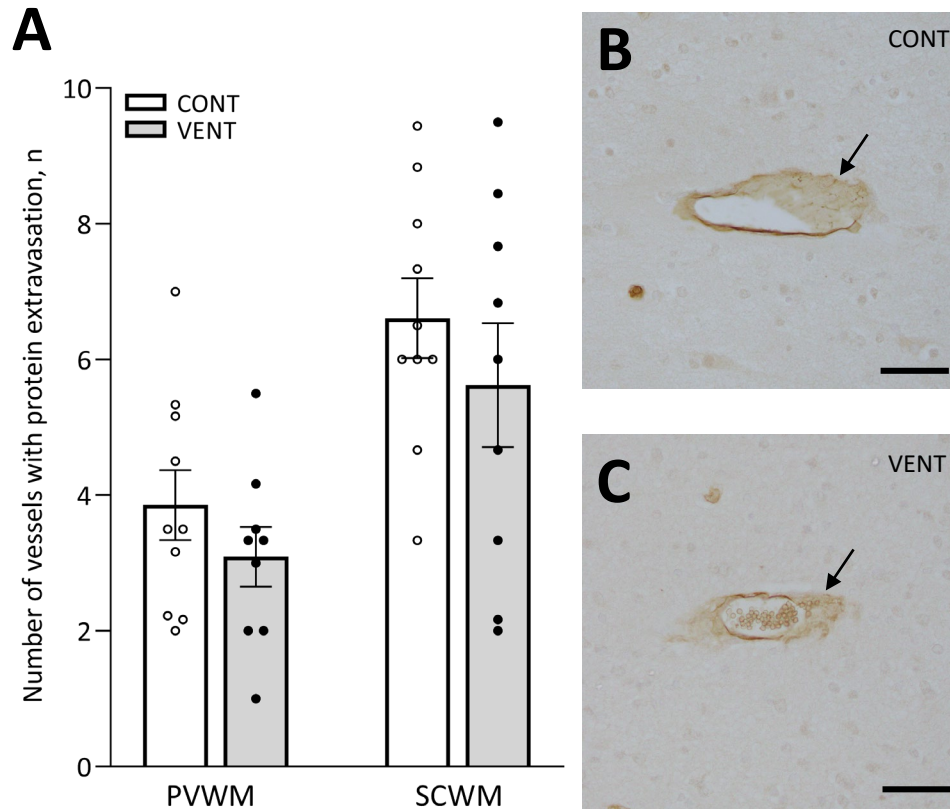 A
Number of vessels with protein extravasation, n
10
8
6
4
2
0
CONT
VENT
PVWM
SCWM
B
CONT
C
VENT